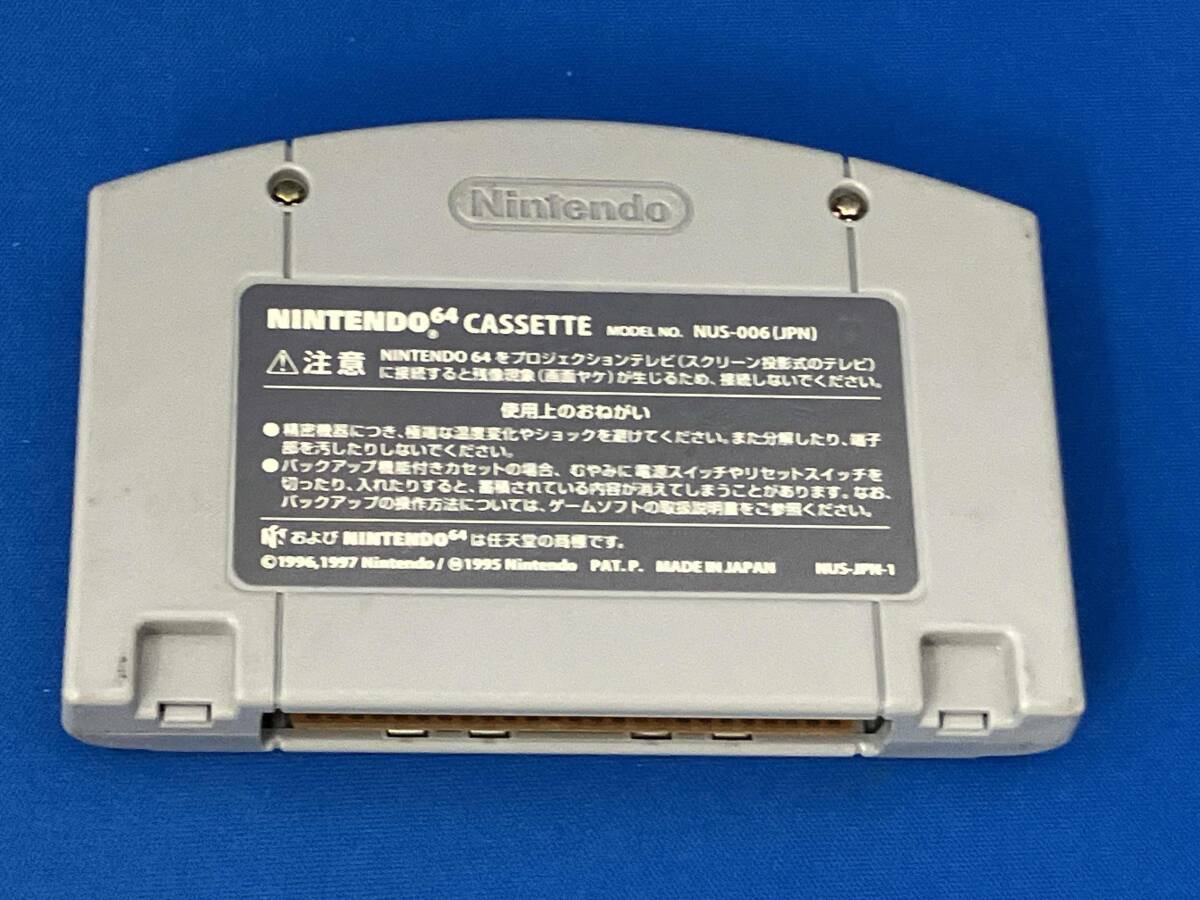 Nintendo
NINTENDO64 CASSETTE MODEL NO. NUS-006(JPN)
⚠注意 NINTENDO 64 をプロジェクションテレビ(スクリーン投影式のテレビ)
に接続すると残像現象(画面ヤケ)が生じるため、接続しないでください。
使用上のおねがい
●精密機器につき、極端な温度変化やショックを避けてください。また分解したり、端子
部を汚したりしないでください。
●バックアップ機能付きカセットの場合、むやみに電源スイッチやリセットスイッチを
切ったり、入れたりすると、蓄積されている内容が消えてしまうことがあります。なお、
バックアップの操作方法については、ゲームソフトの取扱説明書をご参照ください。
および NINTENDO64 は任天堂の商標です。
©1996,1997 Nintendo/Ⓜ1995 Nintendo PAT.P. MADE IN JAPAN NUS-JPN-1